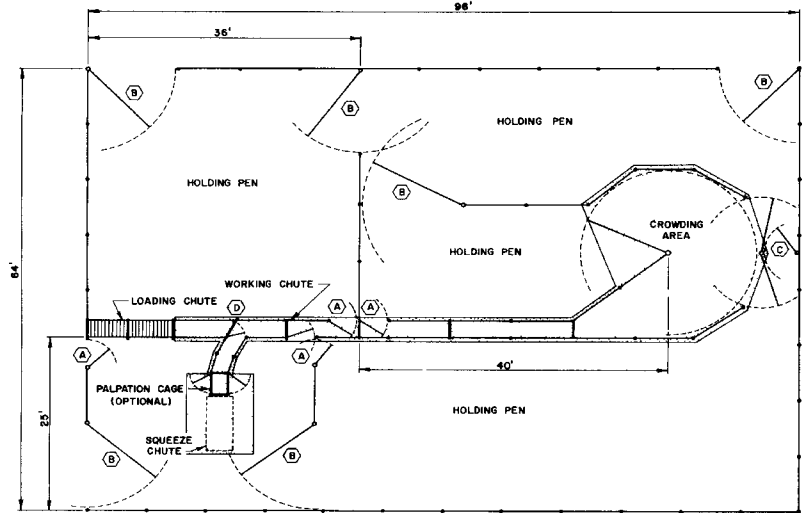 96'
36'
B
B
B
HOLDING PEN
HOLDING PEN
B
CROWDING
AREA
HOLDING PEN
C
64'
LOADING CHUTE
WORKING CHUTE
D
A
A
A
A
40'
25'
PALPATION CAGE
(OPTIONAL)
HOLDING PEN
SQUEEZE
CHUTE
B
B